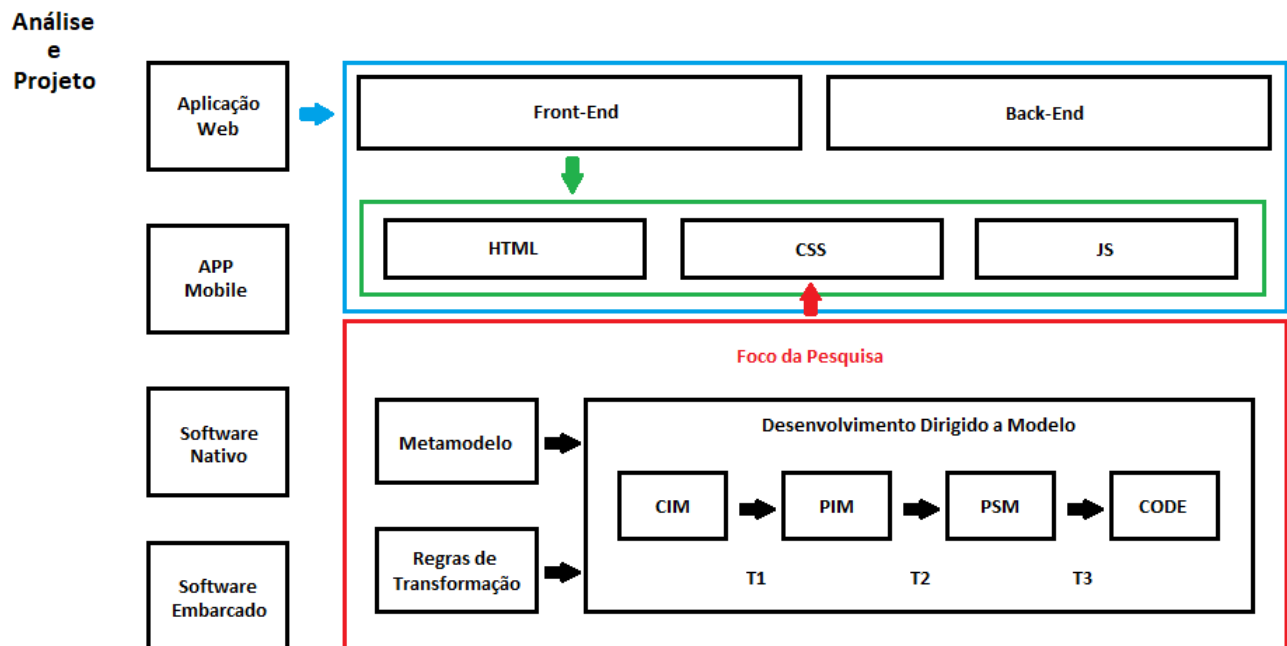 Análise
e
Projeto
Aplicação
Web
Front-End
Back-End
HTML
CSS
JS
APP
Mobile
Foco da Pesquisa
Software
Nativo
Metamodelo
Desenvolvimento Dirigido a Modelo
CIM
PIM
PSM
CODE
Regras de
Transformação
T1
T2
T3
Software
Embarcado